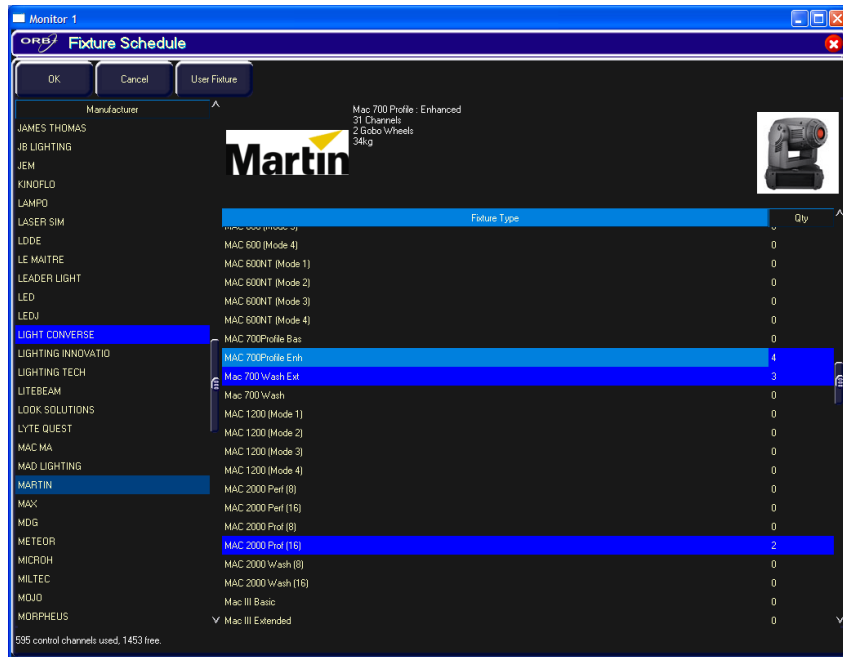 Monitor 1
ORB Fixture Schedule
OK Cancel User Fixture
Manufacturer
JAMES THOMAS
JB LIGHTING
JEM
KINOFLO
LAMPO
LASER SIM
LDDE
LE MAITRE
LEADER LIGHT
LED
LEDJ
LIGHT CONVERSE
LIGHTING INNOVATIO
LIGHTING TECH
LITEBEAM
LOOK SOLUTIONS
LYTE QUEST
MAC MA
MAD LIGHTING
MARTIN
MAX
MDG
METEOR
MICROH
MILTEC
MOJO
MORPHEUS
Martin
Mac 700 Profile : Enhanced
31 Channels
2 Gobo Wheels
34kg
Fixture Type Qty
MAC 600 (Mode 3) 0
MAC 600 (Mode 4) 0
MAC 600NT (Mode 1) 0
MAC 600NT (Mode 2) 0
MAC 600NT (Mode 3) 0
MAC 600NT (Mode 4) 0
MAC 700Profile Bas 0
MAC 700Profile Enh 4
Mac 700 Wash Ext 3
Mac 700 Wash 0
MAC 1200 (Mode 1) 0
MAC 1200 (Mode 2) 0
MAC 1200 (Mode 3) 0
MAC 1200 (Mode 4) 0
MAC 2000 Perf (8) 0
MAC 2000 Perf (16) 0
MAC 2000 Prof (8) 0
MAC 2000 Prof (16) 2
MAC 2000 Wash (8) 0
MAC 2000 Wash (16) 0
Mac III Basic 0
Mac III Extended 0
595 control channels used, 1453 free.